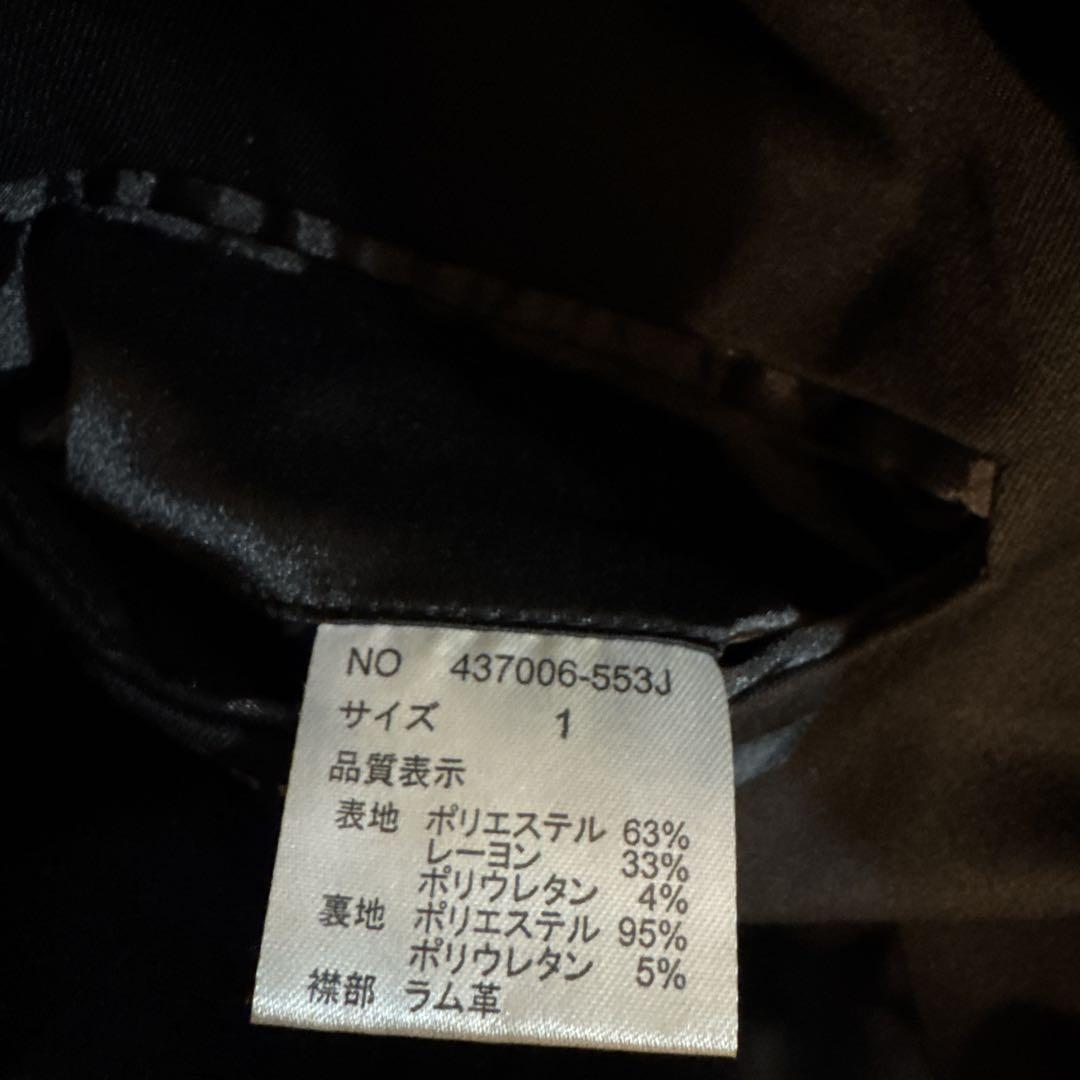 NO 437006-553J
サイズ 1
品質表示
表地 ポリエステル 63%
レーヨン 33%
ポリウレタン 4%
裏地 ポリエステル 95%
ポリウレタン 5%
襟部 ラム革